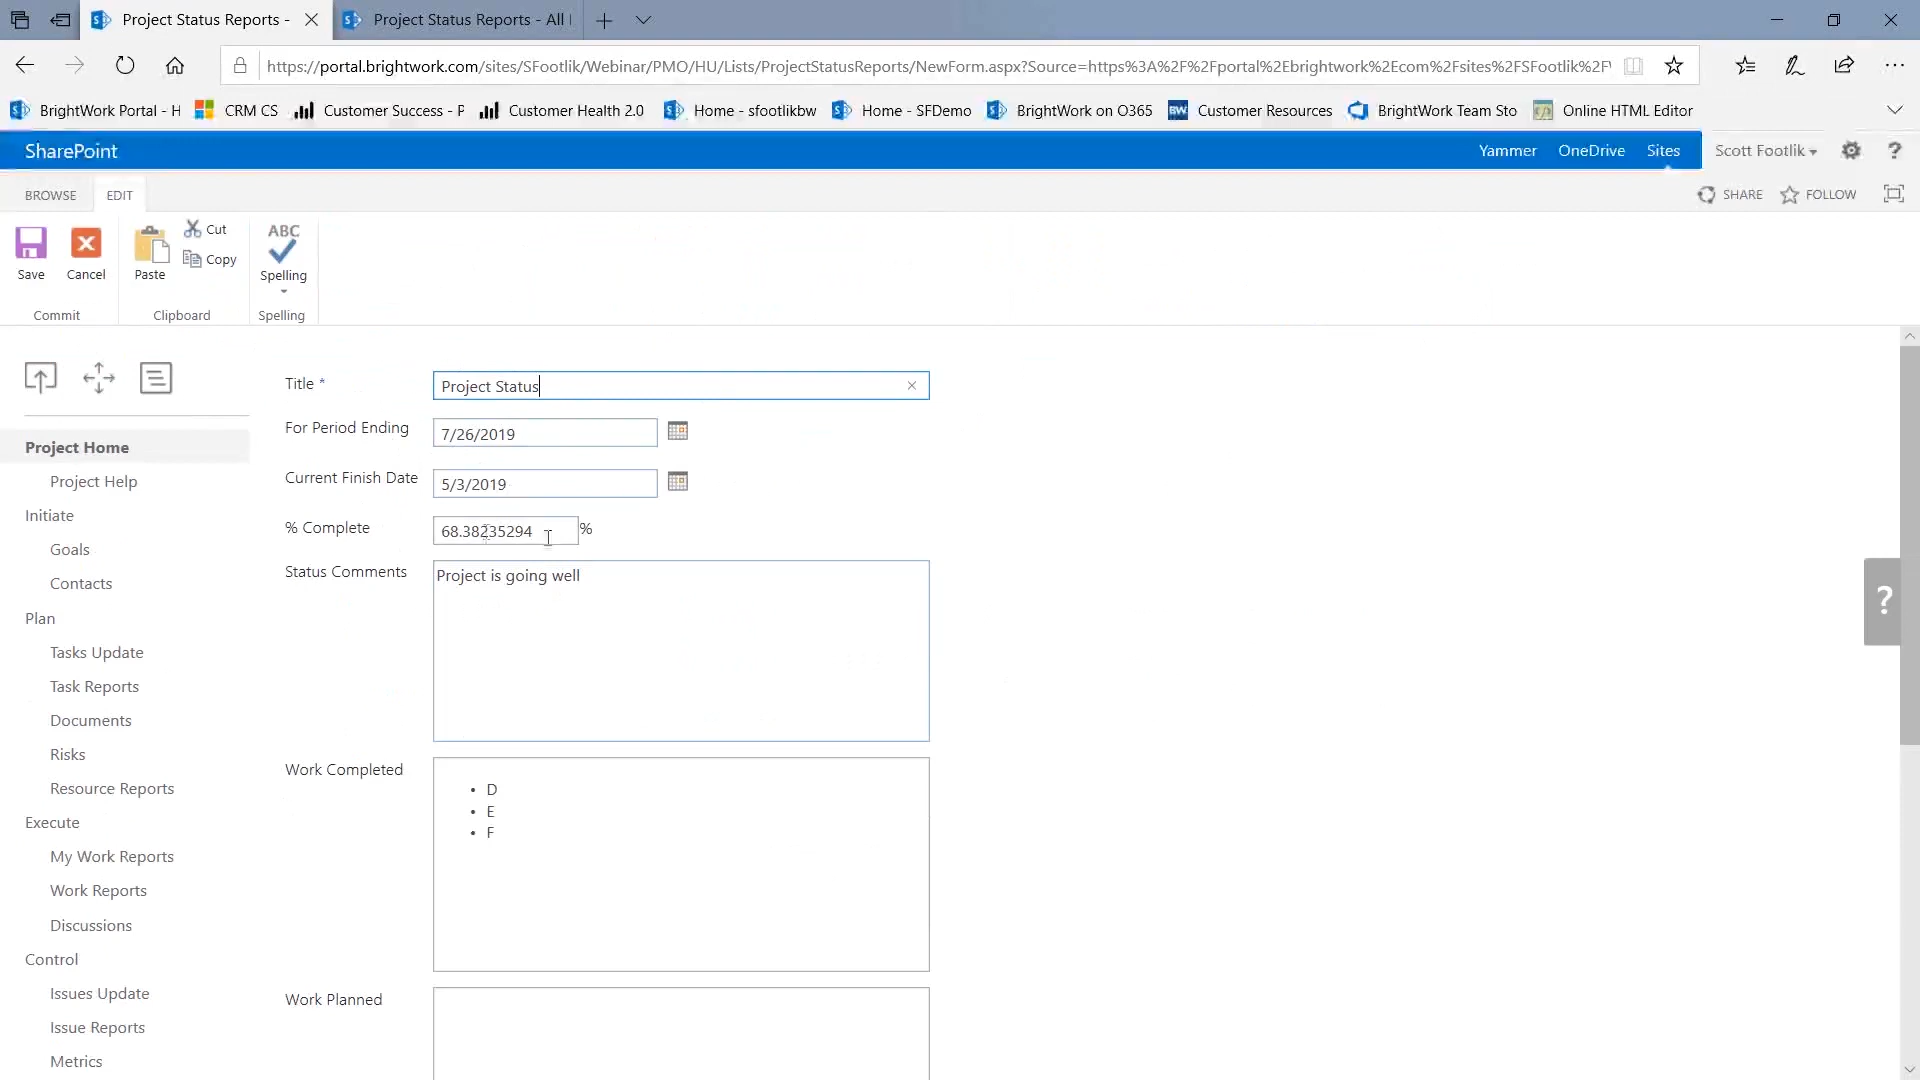 Project Status Reports -
Project Status Reports - All
https://portal.brightwork.com/sites/SFootlik/Webinar/PMO/HU/Lists/ProjectStatusReports/NewForm.aspx?Source=https%3A%2F%2Fportal%2Ebrightwork%2Ecom%2Fsites%2FSFootlik%2F
BrightWork Portal - H
CRM CS
Customer Success - P
Customer Health 2.0
Home - sfootlikbw
Home - SFDemo
BrightWork on O365
BW Customer Resources
BrightWork Team Sto
Online HTML Editor
SharePoint
Yammer
OneDrive
Sites
Scott Footlik
?
BROWSE
EDIT
SHARE
FOLLOW
Save
Cancel
Paste
Cut
Copy
ABC
Spelling
Commit
Clipboard
Spelling
Project Home
Project Help
Initiate
Goals
Contacts
Plan
Tasks Update
Task Reports
Documents
Risks
Resource Reports
Execute
My Work Reports
Work Reports
Discussions
Control
Issues Update
Issue Reports
Metrics
Title *
Project Status
For Period Ending
7/26/2019
Current Finish Date
5/3/2019
% Complete
68.38235294 %
Status Comments
Project is going well
Work Completed
• D
• E
• F
Work Planned
?